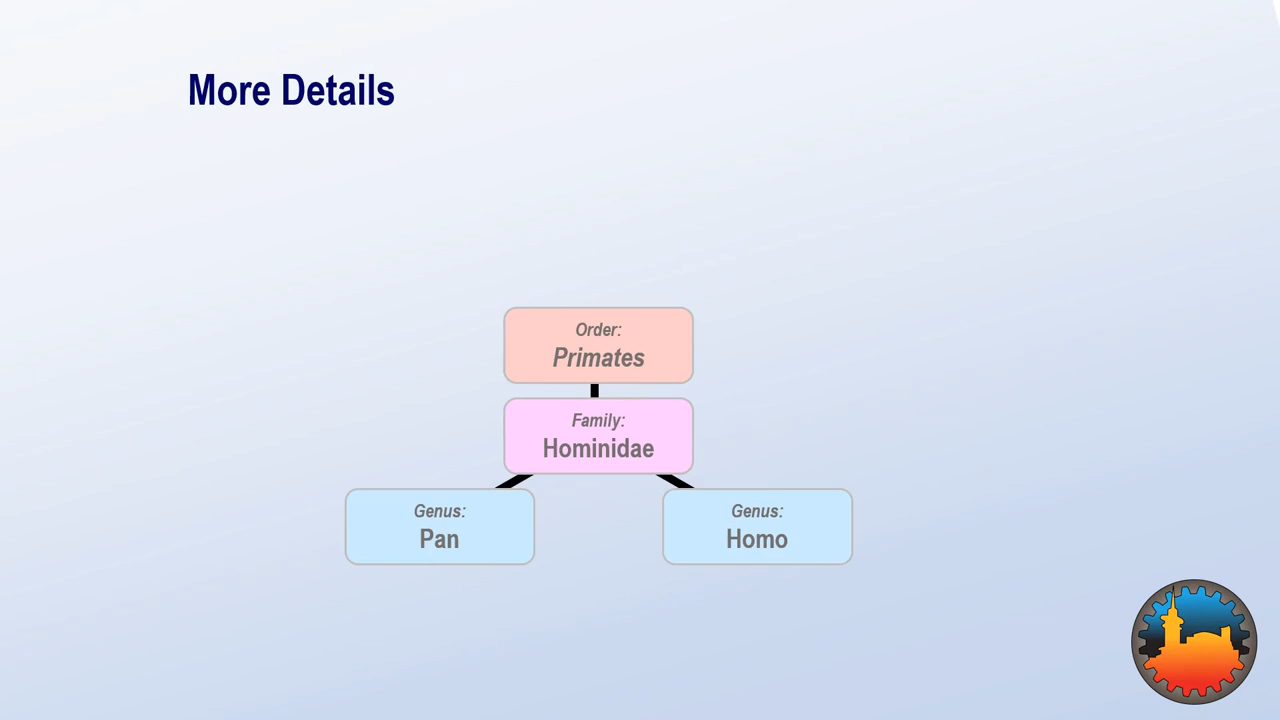 More Details
Order:
Primates
Family:
Hominidae
Genus:
Pan
Genus:
Homo